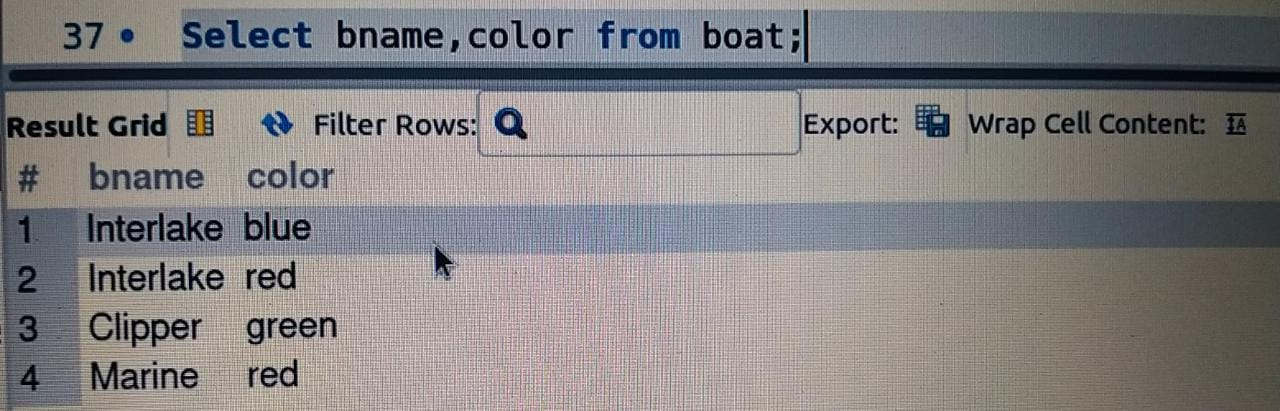 37 Select bname,color from boat;
Result Grid Filter Rows: Export: Wrap Cell Content: IA
# bname color
1 Interlake blue
2 Interlake red
3 Clipper green
4 Marine red